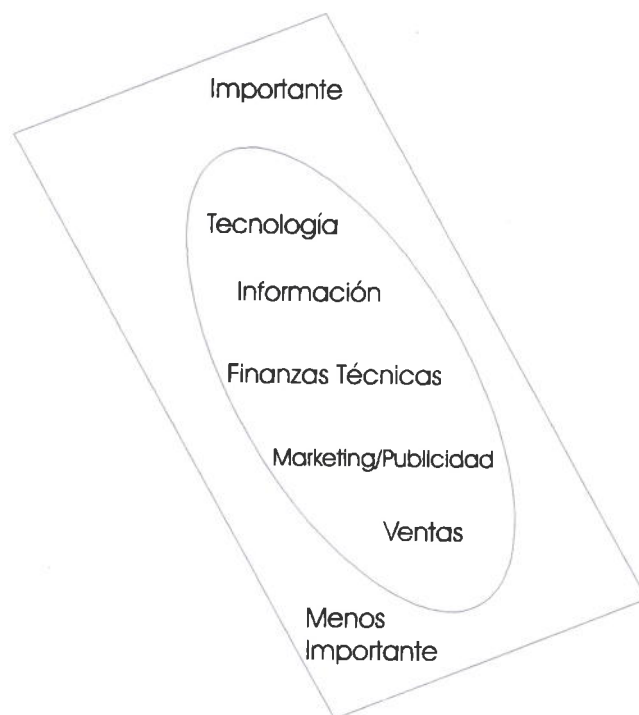 Importante
Tecnología
Información
Finanzas Técnicas
Marketing/Publicidad
Ventas
Menos
Importante